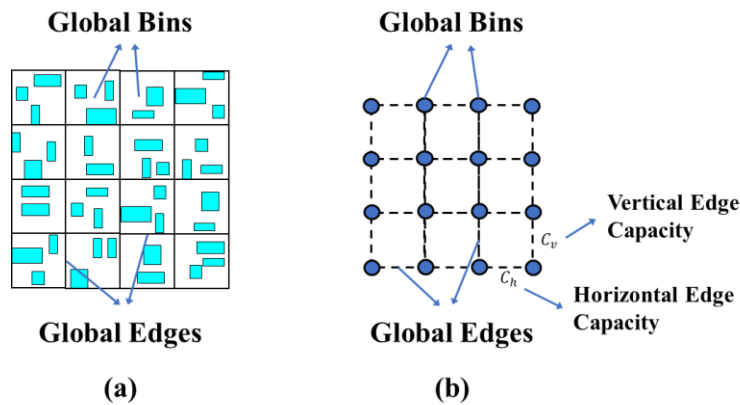 Global Bins
Global Edges
(a)
Global Bins
C_v
Vertical Edge
Capacity
C_h
Horizontal Edge
Capacity
Global Edges
(b)